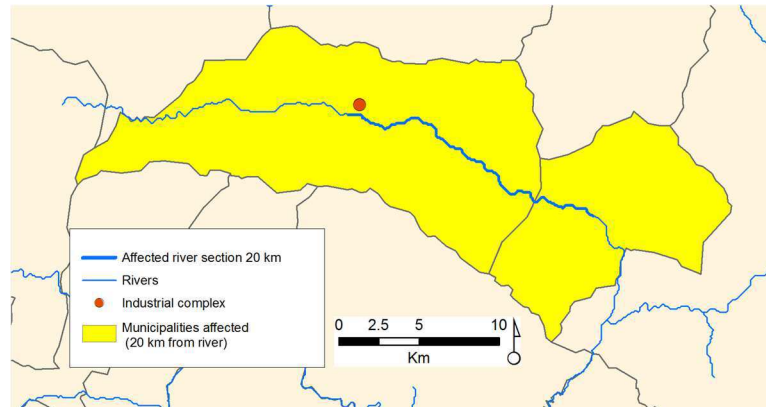 Affected river section 20 km
Rivers
Industrial complex
Municipalities affected
(20 km from river)
0 2.5 5 10
Km